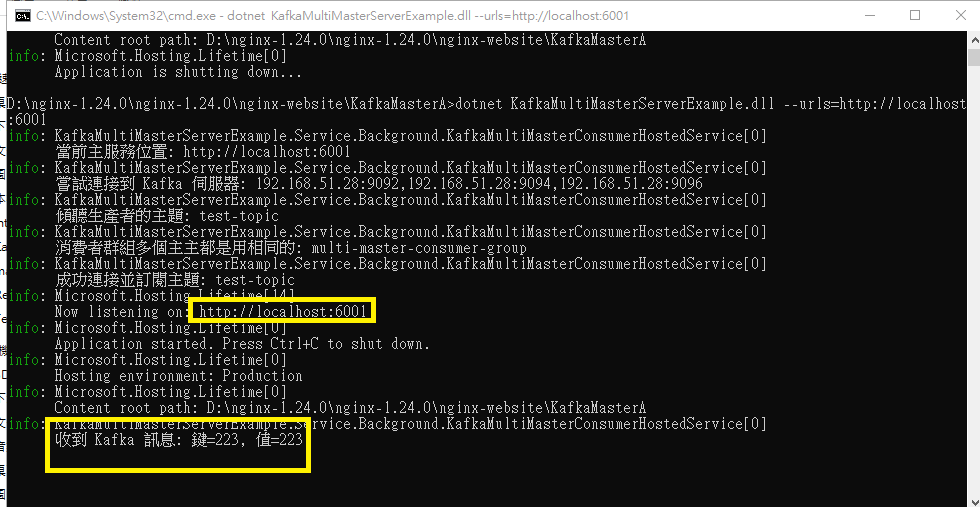 C:\Windows\System32\cmd.exe - dotnet KafkaMultiMasterServerExample.dll --urls=http://localhost:6001
Content root path: D:\nginx-1.24.0\nginx-1.24.0\nginx-website\KafkaMasterA
info: Microsoft.Hosting.Lifetime[0]
Application is shutting down...
D:\nginx-1.24.0\nginx-1.24.0\nginx-website\KafkaMasterA>dotnet KafkaMultiMasterServerExample.dll --urls=http://localhost
:6001
info: KafkaMultiMasterServerExample.Service.Background.KafkaMultiMasterConsumerHostedService[0]
當前主服務位置: http://localhost:6001
info: KafkaMultiMasterServerExample.Service.Background.KafkaMultiMasterConsumerHostedService[0]
嘗試連接到 Kafka 伺服器: 192.168.51.28:9092,192.168.51.28:9094,192.168.51.28:9096
info: KafkaMultiMasterServerExample.Service.Background.KafkaMultiMasterConsumerHostedService[0]
傾聽生產者的主題: test-topic
info: KafkaMultiMasterServerExample.Service.Background.KafkaMultiMasterConsumerHostedService[0]
消費者群組多個主主都是用相同的: multi-master-consumer-group
info: KafkaMultiMasterServerExample.Service.Background.KafkaMultiMasterConsumerHostedService[0]
成功連接並訂閱主題: test-topic
info: Microsoft.Hosting.Lifetime[14]
Now listening on: http://localhost:6001
info: Microsoft.Hosting.Lifetime[0]
Application started. Press Ctrl+C to shut down.
info: Microsoft.Hosting.Lifetime[0]
Hosting environment: Production
info: Microsoft.Hosting.Lifetime[0]
Content root path: D:\nginx-1.24.0\nginx-1.24.0\nginx-website\KafkaMasterA
info: KafkaMultiMasterServerExample.Service.Background.KafkaMultiMasterConsumerHostedService[0]
收到 Kafka 訊息: 鍵=223, 值=223